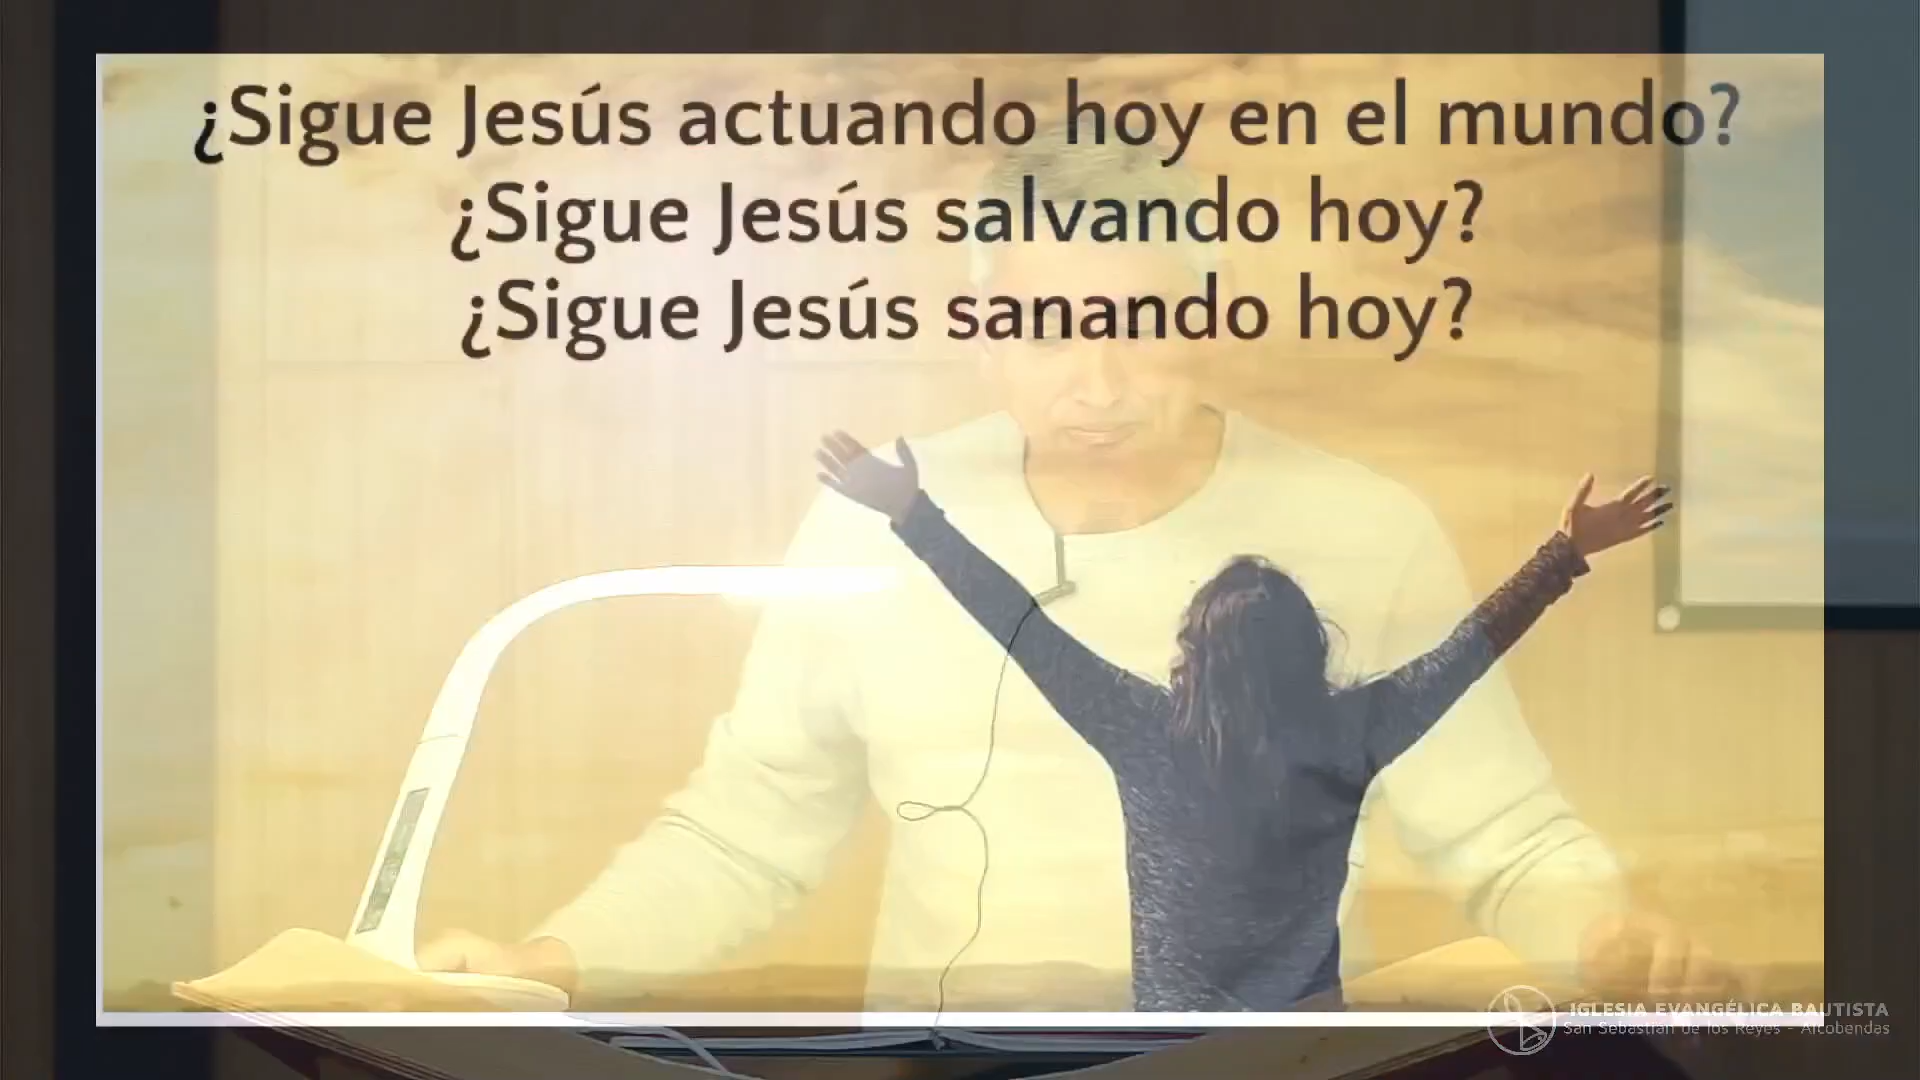 ¿Sigue Jesús actuando hoy en el mundo?
¿Sigue Jesús salvando hoy?
¿Sigue Jesús sanando hoy?
IGLESIA EVANGÉLICA BAUTISTA
San Sebastián de los Reyes - Alcobendas